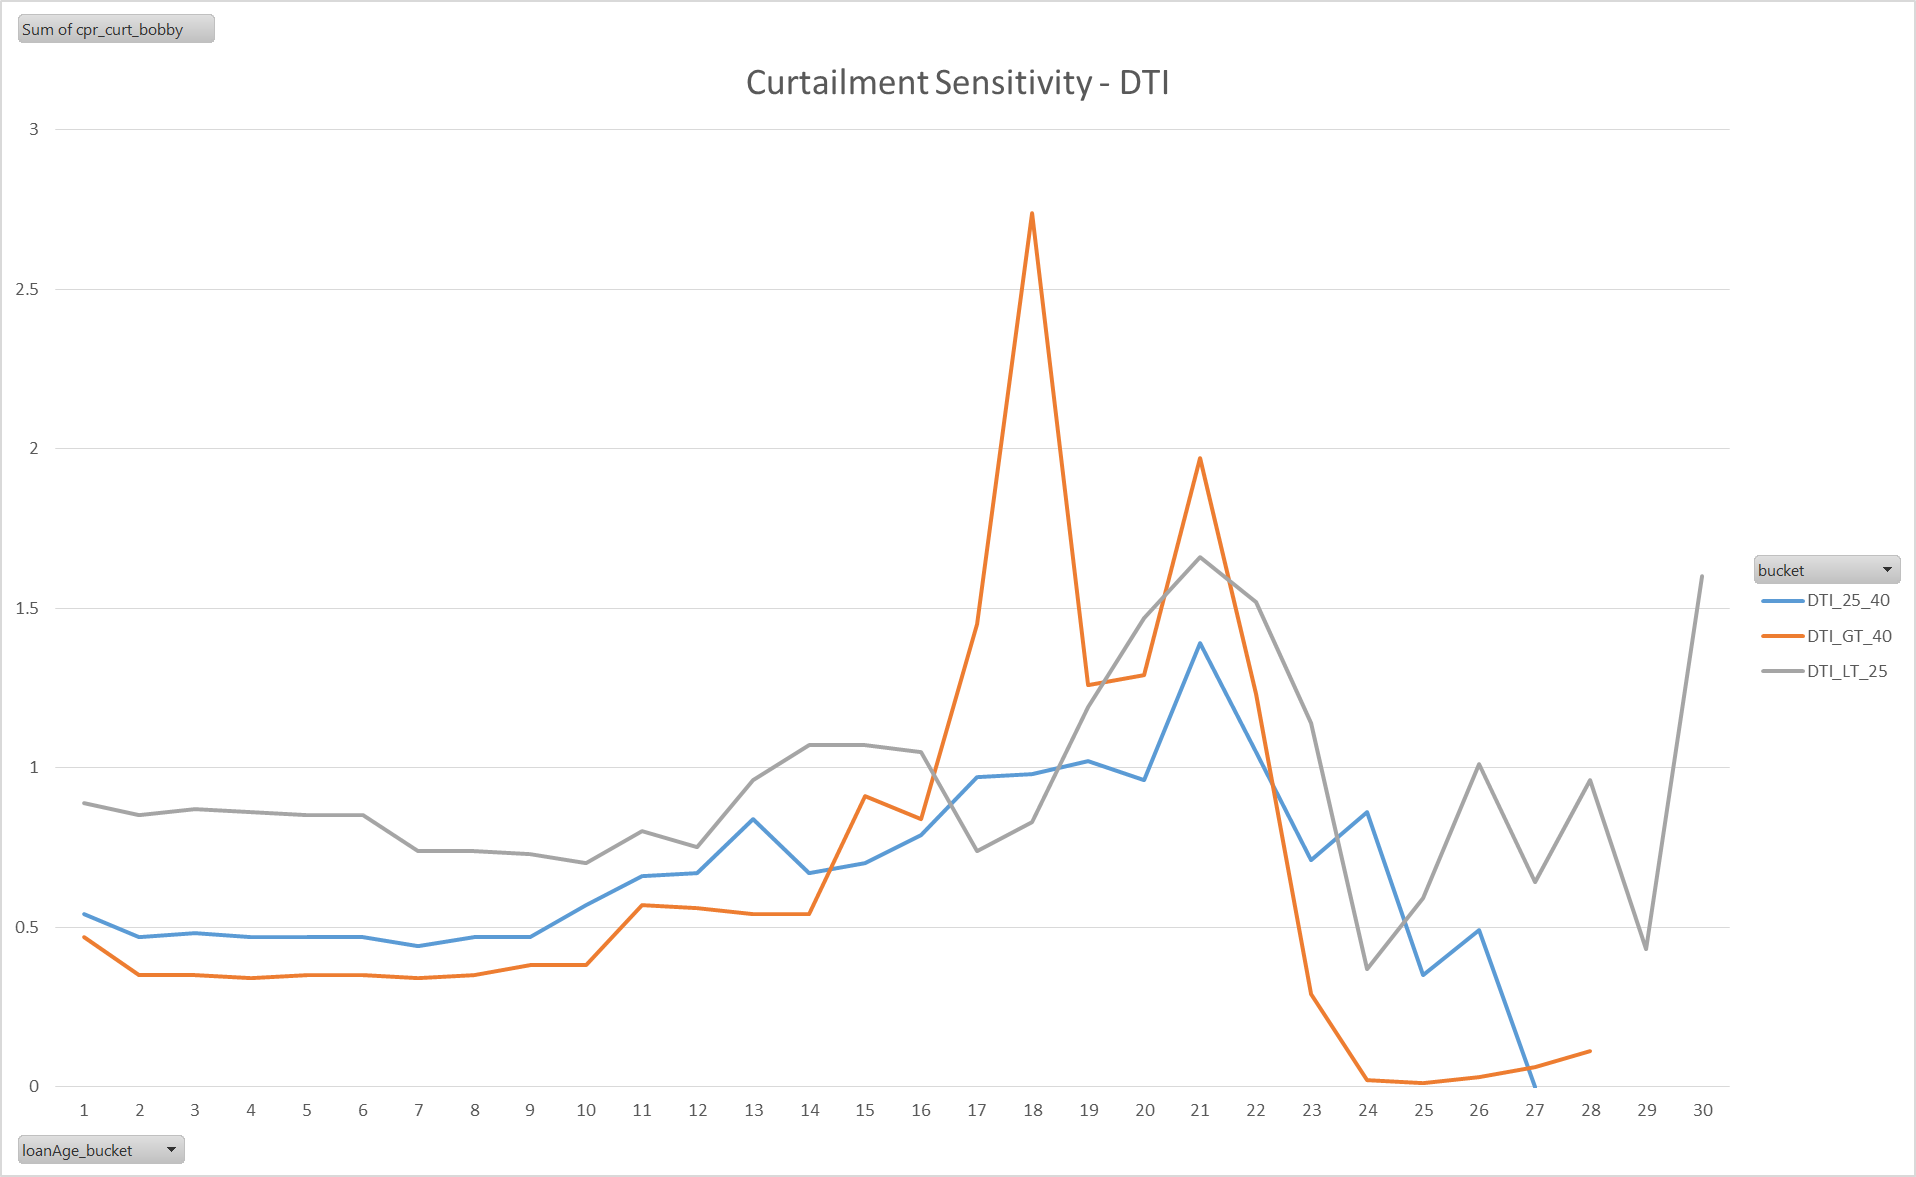 Sum of cpr_curt_bobby
Curtailment Sensitivity - DTI
3
2.5
2
1.5
1
0.5
0
1 2 3 4 5 6 7 8 9 10 11 12 13 14 15 16 17 18 19 20 21 22 23 24 25 26 27 28 29 30
bucket
DTI_25_40
DTI_GT_40
DTI_LT_25
loanAge_bucket